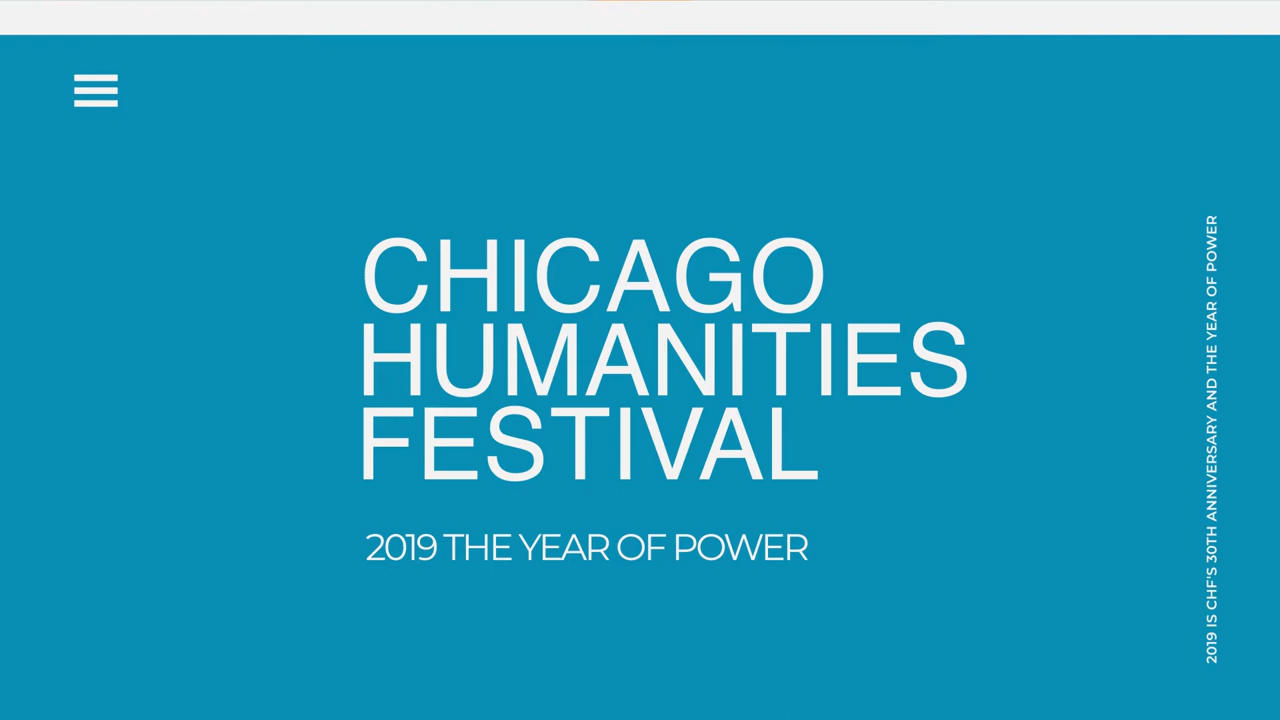 CHICAGO
HUMANITIES
FESTIVAL
2019 THE YEAR OF POWER
2019 IS CHF'S 30TH ANNIVERSARY AND THE YEAR OF POWER